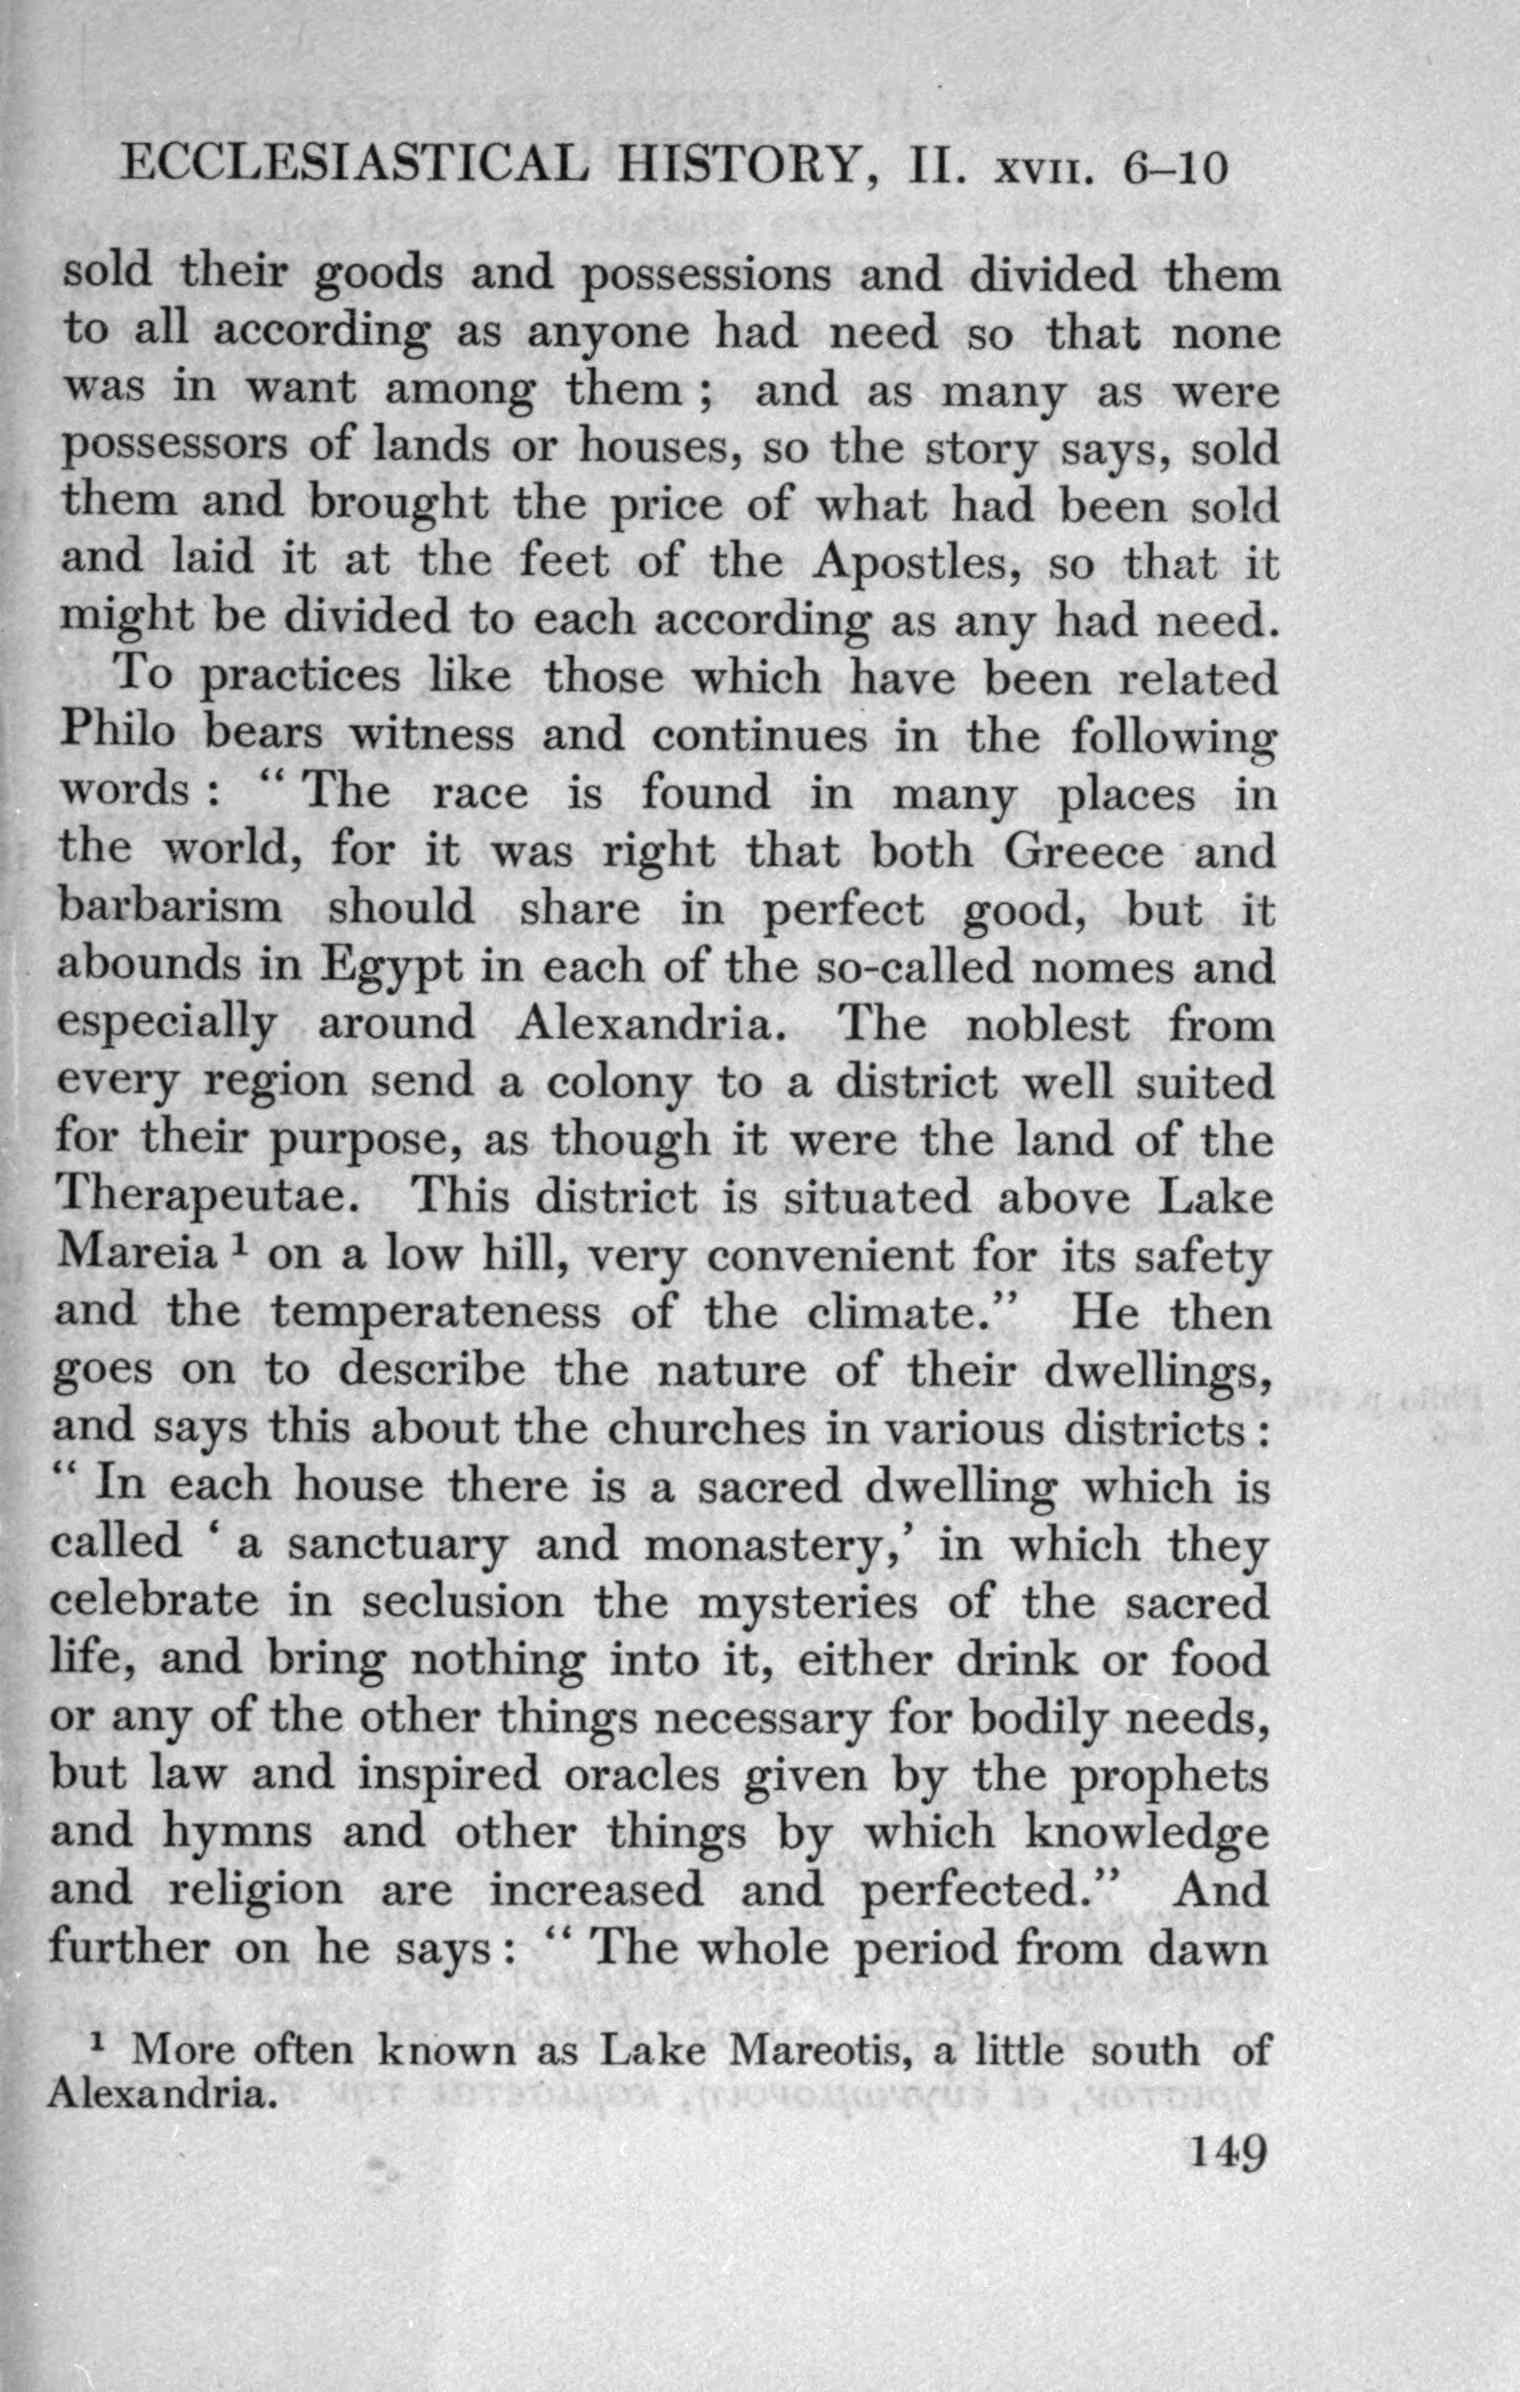 ECCLESIASTICAL HISTORY, II. XVII. 6–10
sold their goods and possessions and divided them
to all according as anyone had need so that none
was in want among them ; and as many as were
possessors of lands or houses, so the story says, sold
them and brought the price of what had been sold
and laid it at the feet of the Apostles, so that it
might be divided to each according as any had need.
To practices like those which have been related
Philo bears witness and continues in the following
words : “ The race is found in many places in
the world, for it was right that both Greece and
barbarism should share in perfect good, but it
abounds in Egypt in each of the so-called nomes and
especially around Alexandria. The noblest from
every region send a colony to a district well suited
for their purpose, as though it were the land of the
Therapeutae. This district is situated above Lake
Mareia ¹ on a low hill, very convenient for its safety
and the temperateness of the climate.” He then
goes on to describe the nature of their dwellings,
and says this about the churches in various districts :
“ In each house there is a sacred dwelling which is
called ‘ a sanctuary and monastery,’ in which they
celebrate in seclusion the mysteries of the sacred
life, and bring nothing into it, either drink or food
or any of the other things necessary for bodily needs,
but law and inspired oracles given by the prophets
and hymns and other things by which knowledge
and religion are increased and perfected.” And
further on he says : “ The whole period from dawn
¹ More often known as Lake Mareotis, a little south of
Alexandria.
149